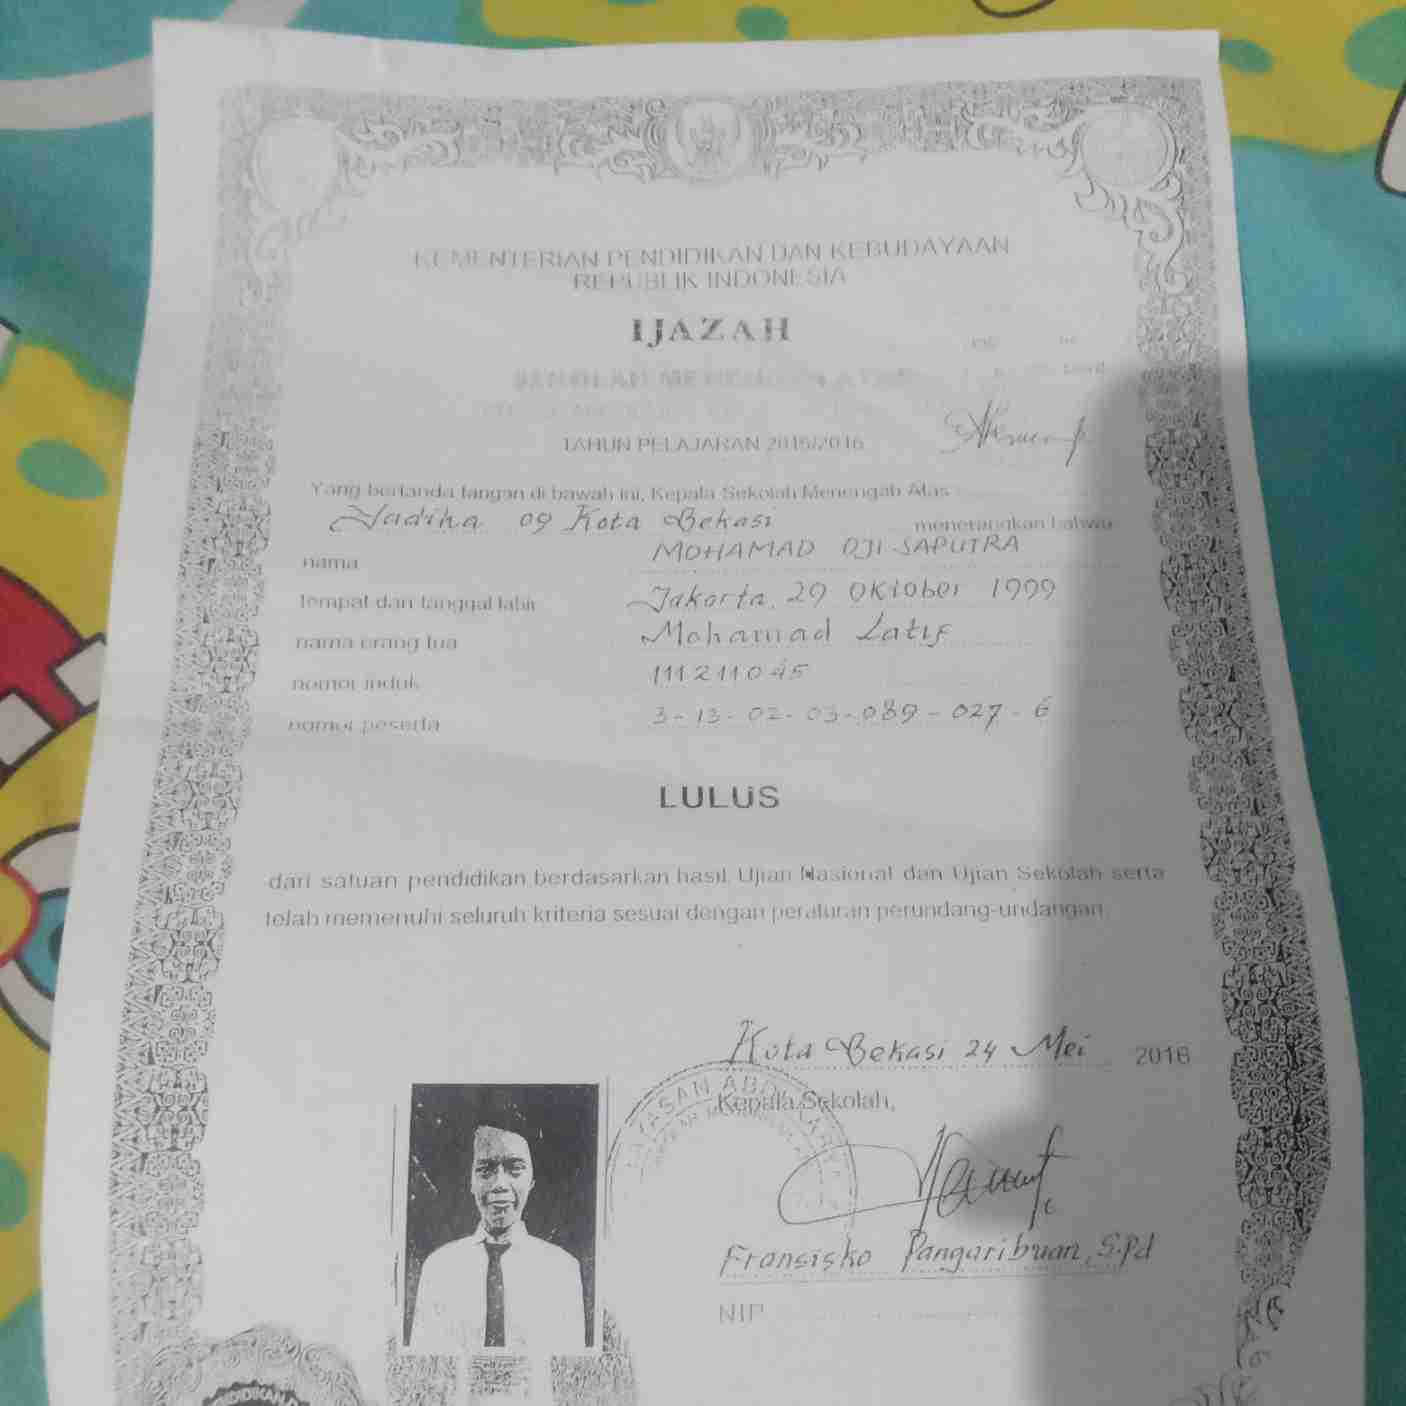 KEMENTERIAN PENDIDIKAN DAN KEBUDAYAAN
REPUBLIK INDONESIA
IJAZAH
SEKOLAH MENENGAH ATAS
TAHUN PELAJARAN 2015/2016
Yang bertanda tangan di bawah ini, Kepala Sekolah Menengah Atas
Yadika 09 Kota Bekasi menerangkan bahwa
nama MOHAMAD OJI SAPUTRA
tempat dan tanggal lahir Jakarta, 29 Oktober 1999
nama orang tua Mohamad Latif
nomor induk 111211045
nomor peserta 3-13-02-03-089-027-6
LULUS
dari satuan pendidikan berdasarkan hasil Ujian Nasional dan Ujian Sekolah serta
telah memenuhi seluruh kriteria sesuai dengan peraturan perundang-undangan
Kota Bekasi 24 Mei 2016
Kepala Sekolah,
YAYASAN
Fransisko Pangaribuan, S.Pd
NIP